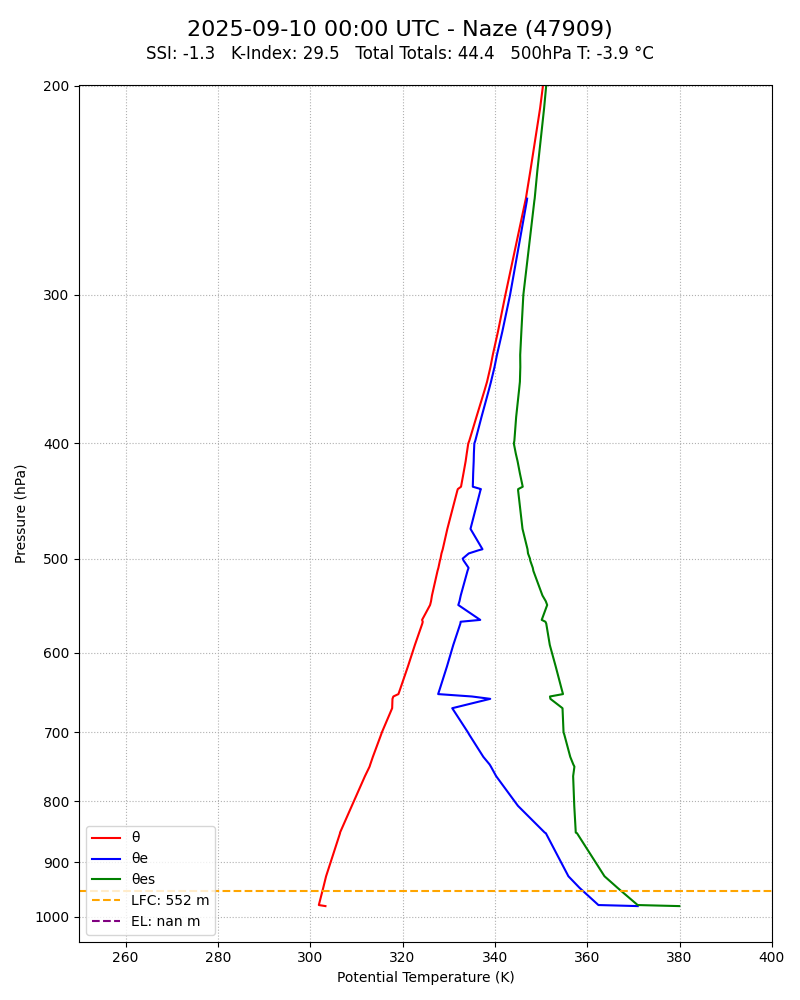 2025-09-10 00:00 UTC - Naze (47909)
SSI: -1.3 K-Index: 29.5 Total Totals: 44.4 500hPa T: -3.9 °C
200
300
400
500
600
700
800
900
1000
Pressure (hPa)
θ
θe
θes
LFC: 552 m
EL: nan m
260 280 300 320 340 360 380 400
Potential Temperature (K)